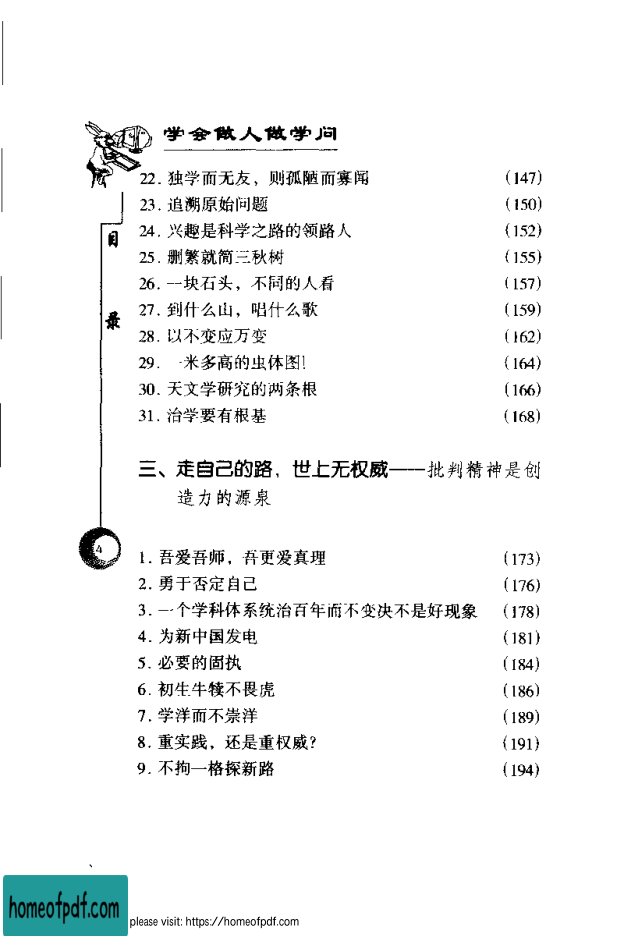 学会做人做学问
目录
22. 独学而无友，则孤陋而寡闻 (147)
23. 追溯原始问题 (150)
24. 兴趣是科学之路的领路人 (152)
25. 删繁就简三秋树 (155)
26. 一块石头，不同的人看 (157)
27. 到什么山，唱什么歌 (159)
28. 以不变应万变 (162)
29. 一米多高的虫体图! (164)
30. 天文学研究的两条根 (166)
31. 治学要有根基 (168)
三、走自己的路，世上无权威——批判精神是创
造力的源泉
4
1. 吾爱吾师，吾更爱真理 (173)
2. 勇于否定自己 (176)
3. 一个学科体系统治百年而不变决不是好现象 (178)
4. 为新中国发电 (181)
5. 必要的固执 (184)
6. 初生牛犊不畏虎 (186)
7. 学洋而不崇洋 (189)
8. 重实践，还是重权威? (191)
9. 不拘一格探新路 (194)
homeofpdf.com
please visit: https://homeofpdf.com